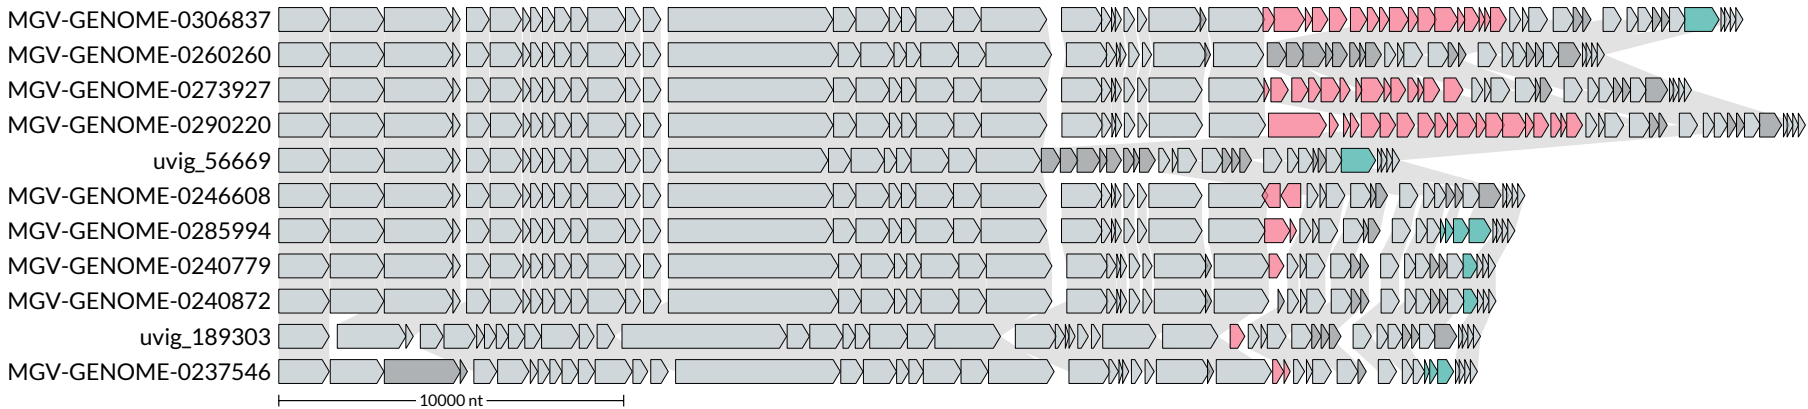 MGV-GENOME-0306837
MGV-GENOME-0260260
MGV-GENOME-0273927
MGV-GENOME-0290220
uvig_56669
MGV-GENOME-0246608
MGV-GENOME-0285994
MGV-GENOME-0240779
MGV-GENOME-0240872
uvig_189303
MGV-GENOME-0237546
10000 nt